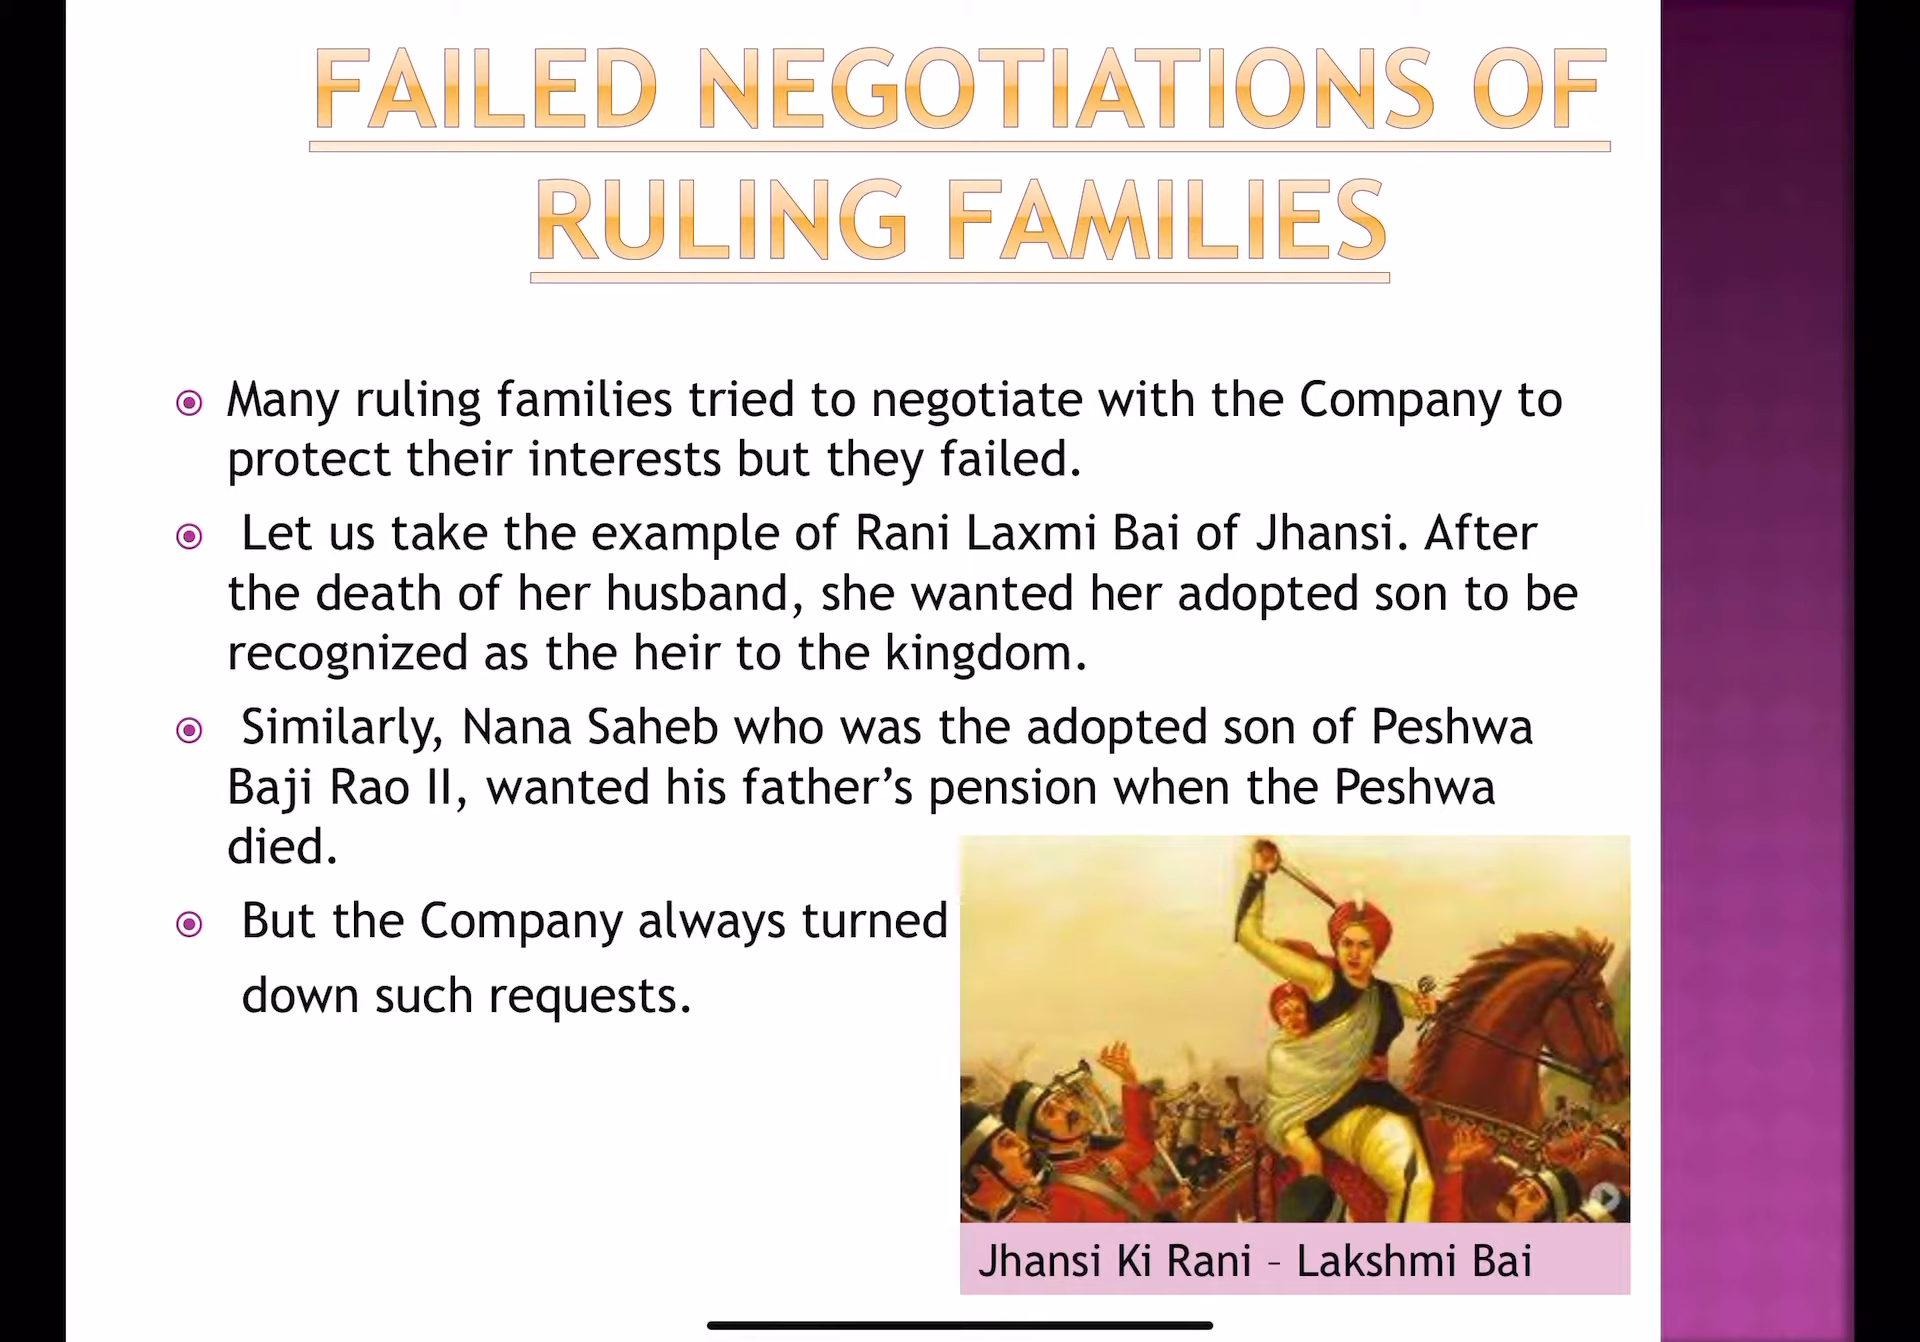 FAILED NEGOTIATIONS OF
RULING FAMILIES
Many ruling families tried to negotiate with the Company to
protect their interests but they failed.
Let us take the example of Rani Laxmi Bai of Jhansi. After
the death of her husband, she wanted her adopted son to be
recognized as the heir to the kingdom.
Similarly, Nana Saheb who was the adopted son of Peshwa
Baji Rao II, wanted his father’s pension when the Peshwa
died.
But the Company always turned
down such requests.
Jhansi Ki Rani – Lakshmi Bai